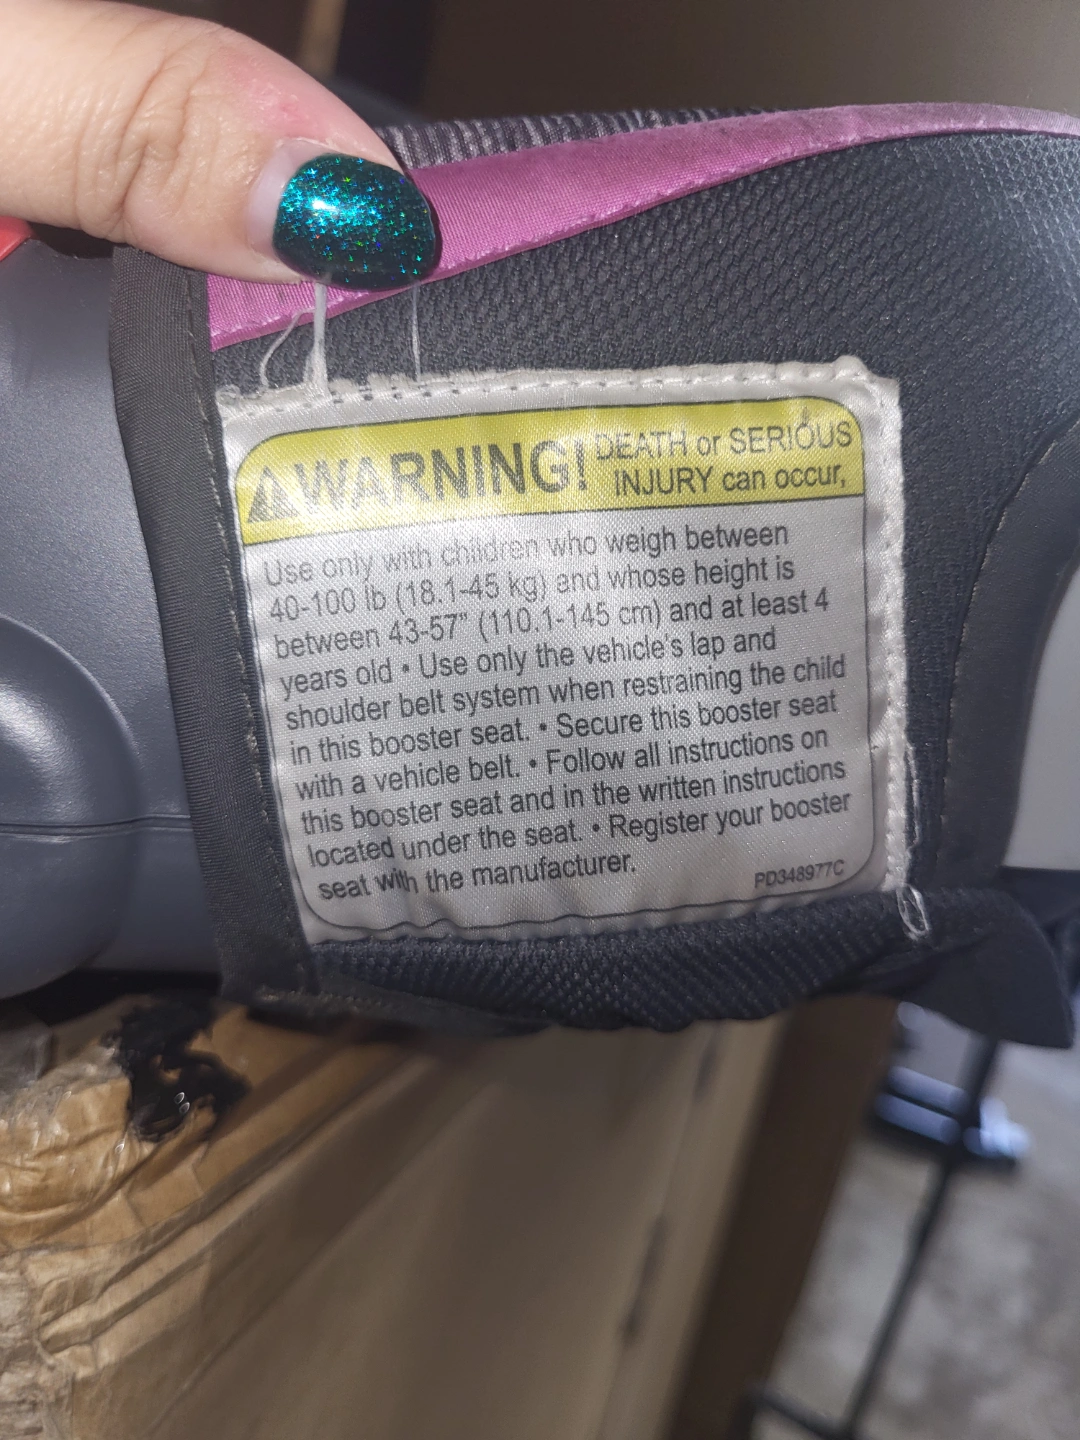 WARNING! DEATH or SERIOUS
INJURY can occur,
Use only with children who weigh between
40-100 lb (18.1-45 kg) and whose height is
between 43-57" (110.1-145 cm) and at least 4
years old • Use only the vehicle's lap and
shoulder belt system when restraining the child
in this booster seat. • Secure this booster seat
with a vehicle belt. • Follow all instructions on
this booster seat and in the written instructions
located under the seat. • Register your booster
seat with the manufacturer.
PD348977C